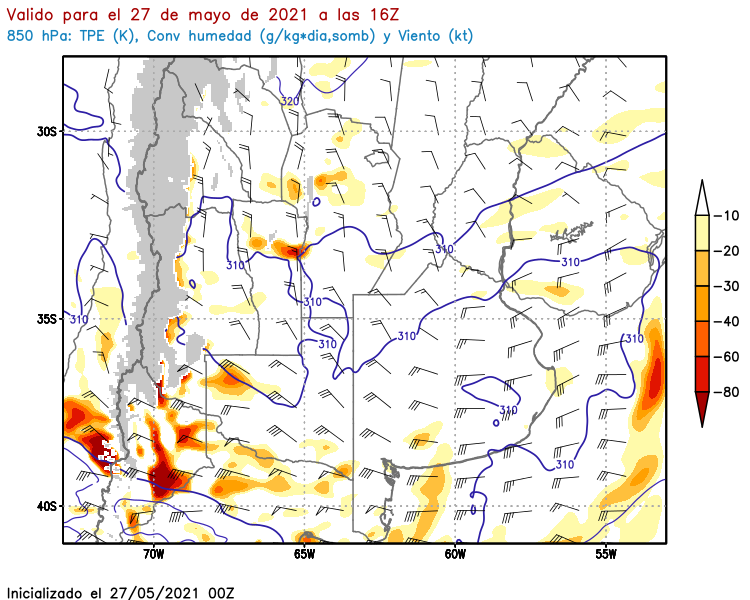 Valido para el 27 de mayo de 2021 a las 16Z
850 hPa: TPE (K), Conv humedad (g/kg*dia,somb) y Viento (kt)
320
30S
-10
310
310
310
-20
310
-30
310
35S
310
310
310
-40
-60
310
-80
310
40S
70W 65W 60W 55W
Inicializado el 27/05/2021 00Z